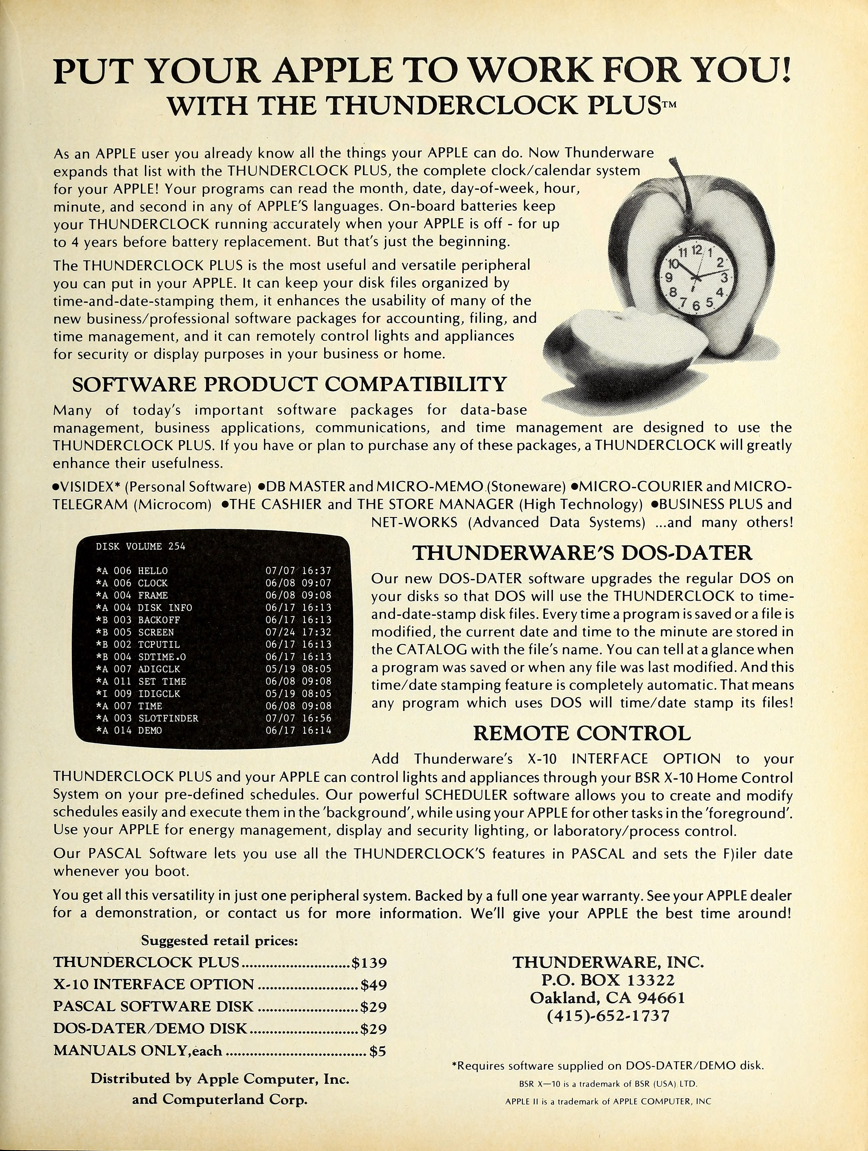 PUT YOUR APPLE TO WORK FOR YOU!
WITH THE THUNDERCLOCK PLUS™
As an APPLE user you already know all the things your APPLE can do. Now Thunderware
expands that list with the THUNDERCLOCK PLUS, the complete clock/calendar system
for your APPLE! Your programs can read the month, date, day-of-week, hour,
minute, and second in any of APPLE'S languages. On-board batteries keep
your THUNDERCLOCK running accurately when your APPLE is off - for up
to 4 years before battery replacement. But that's just the beginning.
The THUNDERCLOCK PLUS is the most useful and versatile peripheral
you can put in your APPLE. It can keep your disk files organized by
time-and-date-stamping them, it enhances the usability of many of the
new business/professional software packages for accounting, filing, and
time management, and it can remotely control lights and appliances
for security or display purposes in your business or home.
11 12 1
10 2
9 3
8 4
7 6 5
SOFTWARE PRODUCT COMPATIBILITY
Many of today's important software packages for data-base
management, business applications, communications, and time management are designed to use the
THUNDERCLOCK PLUS. If you have or plan to purchase any of these packages, a THUNDERCLOCK will greatly
enhance their usefulness.
●VISIDEX* (Personal Software) ●DB MASTER and MICRO-MEMO (Stoneware) ●MICRO-COURIER and MICRO-
TELEGRAM (Microcom) ●THE CASHIER and THE STORE MANAGER (High Technology) ●BUSINESS PLUS and
NET-WORKS (Advanced Data Systems) ...and many others!
DISK VOLUME 254
*A 006 HELLO 07/07 16:37
*A 006 CLOCK 06/08 09:07
*A 004 FRAME 06/08 09:08
*A 004 DISK INFO 06/17 16:13
*B 003 BACKOFF 06/17 16:13
*B 005 SCREEN 07/24 17:32
*B 002 TCPUTIL 06/17 16:13
*B 004 SDTIME.O 06/17 16:13
*A 007 ADIGCLK 05/19 08:05
*A 011 SET TIME 06/08 09:08
*I 009 IDIGCLK 05/19 08:05
*A 007 TIME 06/08 09:08
*A 003 SLOTFINDER 07/07 16:56
*A 014 DEMO 06/17 16:14
THUNDERWARE'S DOS-DATER
Our new DOS-DATER software upgrades the regular DOS on
your disks so that DOS will use the THUNDERCLOCK to time-
and-date-stamp disk files. Every time a program is saved or a file is
modified, the current date and time to the minute are stored in
the CATALOG with the file's name. You can tell at a glance when
a program was saved or when any file was last modified. And this
time/date stamping feature is completely automatic. That means
any program which uses DOS will time/date stamp its files!
REMOTE CONTROL
Add Thunderware's X-10 INTERFACE OPTION to your
THUNDERCLOCK PLUS and your APPLE can control lights and appliances through your BSR X-10 Home Control
System on your pre-defined schedules. Our powerful SCHEDULER software allows you to create and modify
schedules easily and execute them in the 'background', while using your APPLE for other tasks in the 'foreground'.
Use your APPLE for energy management, display and security lighting, or laboratory/process control.
Our PASCAL Software lets you use all the THUNDERCLOCK'S features in PASCAL and sets the F)iler date
whenever you boot.
You get all this versatility in just one peripheral system. Backed by a full one year warranty. See your APPLE dealer
for a demonstration, or contact us for more information. We'll give your APPLE the best time around!
Suggested retail prices:
THUNDERCLOCK PLUS...........................$139
X-10 INTERFACE OPTION .........................$49
PASCAL SOFTWARE DISK .........................$29
DOS-DATER/DEMO DISK...........................$29
MANUALS ONLY,each ................................... $5
Distributed by Apple Computer, Inc.
and Computerland Corp.
THUNDERWARE, INC.
P.O. BOX 13322
Oakland, CA 94661
(415)-652-1737
*Requires software supplied on DOS-DATER/DEMO disk.
BSR X—10 is a trademark of BSR (USA) LTD.
APPLE II is a trademark of APPLE COMPUTER, INC